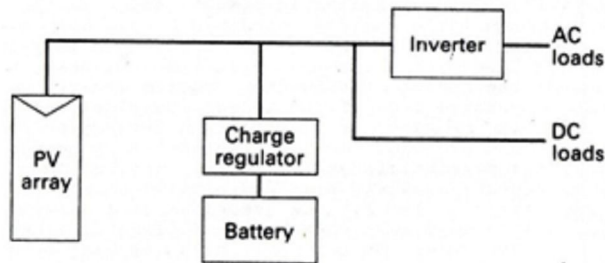 Inverter
AC
loads
DC
loads
Charge
regulator
PV
array
Battery